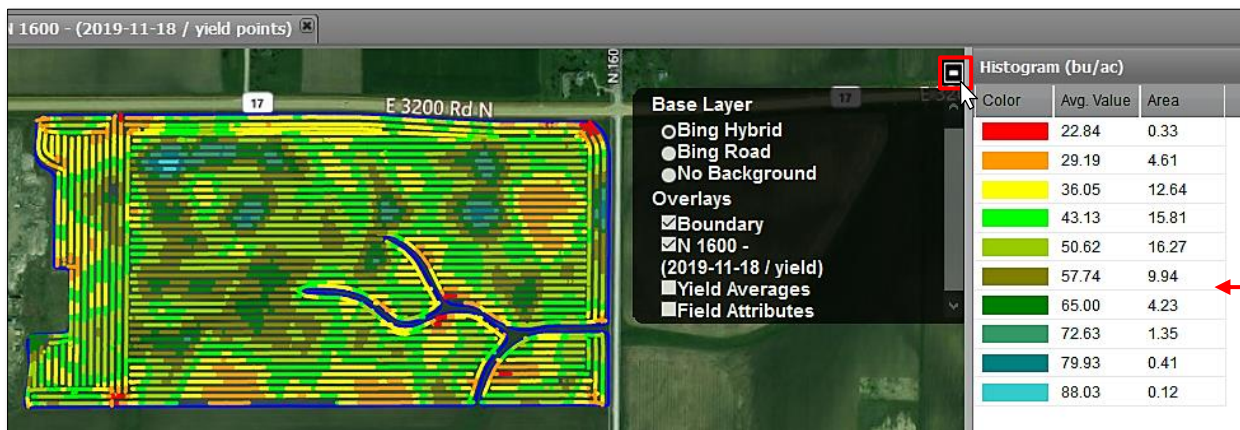 N 1600 - (2019-11-18 / yield points)
N 160
17
E 3200 Rd N
Base Layer
Bing Hybrid
Bing Road
No Background
Overlays
Boundary
N 1600 -
(2019-11-18 / yield)
Yield Averages
Field Attributes
17
E 32
Histogram (bu/ac)
Color Avg. Value Area
22.84 0.33
29.19 4.61
36.05 12.64
43.13 15.81
50.62 16.27
57.74 9.94
65.00 4.23
72.63 1.35
79.93 0.41
88.03 0.12